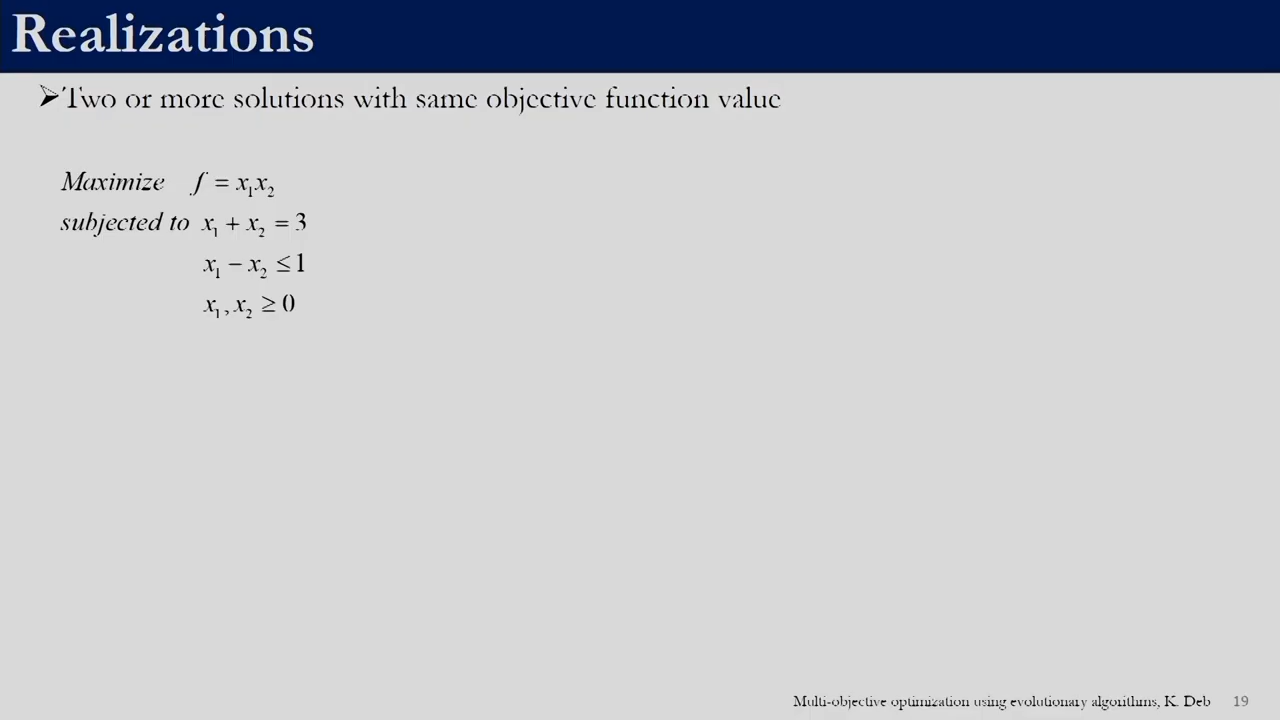 Realizations
➢Two or more solutions with same objective function value
Maximize f = x₁x₂
subjected to x₁ + x₂ = 3
x₁ − x₂ ≤ 1
x₁, x₂ ≥ 0
Multi-objective optimization using evolutionary algorithms, K. Deb 19